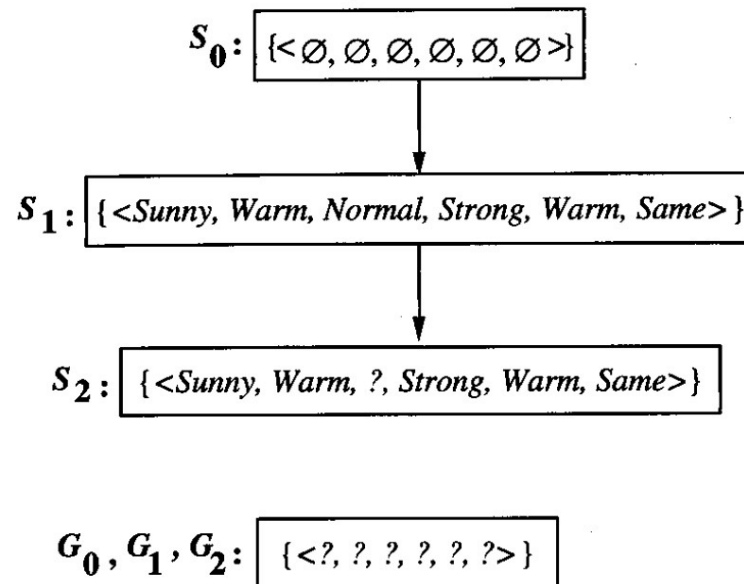 S0: {<∅, ∅, ∅, ∅, ∅, ∅>}
S1: {<Sunny, Warm, Normal, Strong, Warm, Same>}
S2: {<Sunny, Warm, ?, Strong, Warm, Same>}
G0, G1, G2: {<?, ?, ?, ?, ?, ?>}